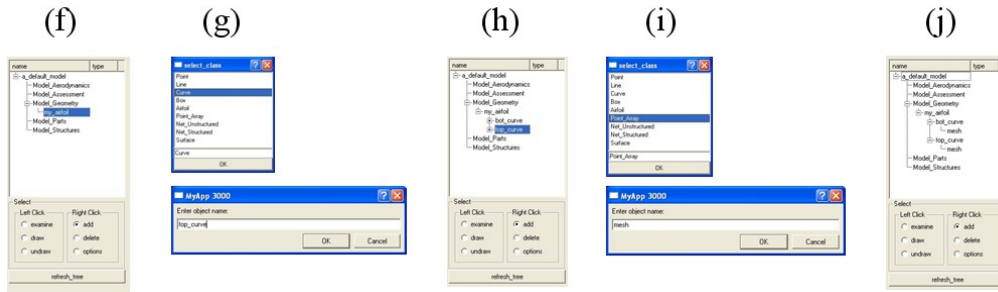 (f)
(g)
(h)
(i)
(j)
name type
a_default_model
Model_Aerodynamics
Model_Assessment
Model_Geometry
my_airfoil
Model_Parts
Model_Structures
Select
Left Click Right Click
examine add
draw delete
undraw options
refresh_tree
select_class
Point
Line
Curve
Box
Airfoil
Point_Array
Net_Unstructured
Net_Structured
Surface
Curve
OK
MyApp 3000
Enter object name:
top_curve
OK Cancel
name type
a_default_model
Model_Aerodynamics
Model_Assessment
Model_Geometry
my_airfoil
bot_curve
top_curve
Model_Parts
Model_Structures
Select
Left Click Right Click
examine add
draw delete
undraw options
refresh_tree
select_class
Point
Line
Curve
Box
Airfoil
Point_Array
Net_Unstructured
Net_Structured
Surface
Point_Array
OK
MyApp 3000
Enter object name:
mesh
OK Cancel
name type
a_default_model
Model_Aerodynamics
Model_Assessment
Model_Geometry
my_airfoil
bot_curve
mesh
top_curve
mesh
Model_Parts
Model_Structures
Select
Left Click Right Click
examine add
draw delete
undraw options
refresh_tree